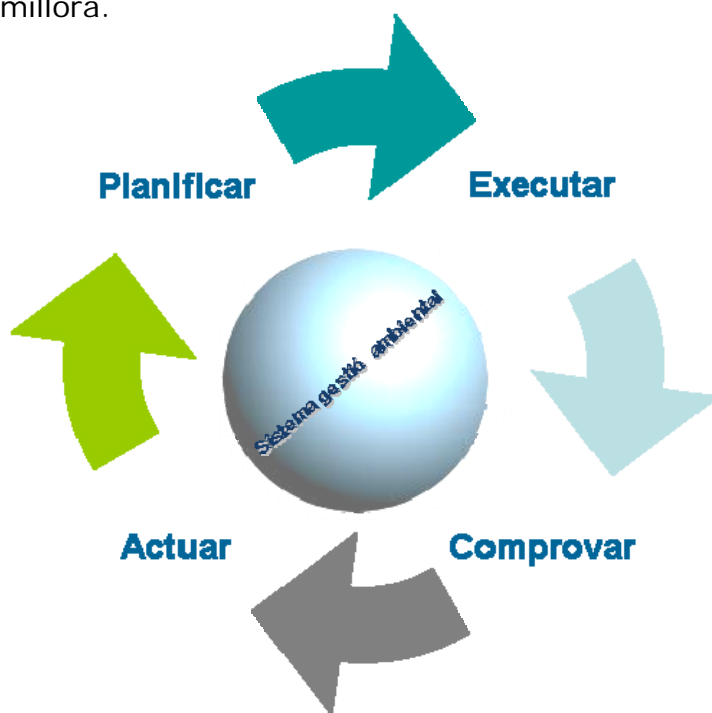 millora.
Planificar
Executar
Sistema gestió ambiental
Actuar
Comprovar